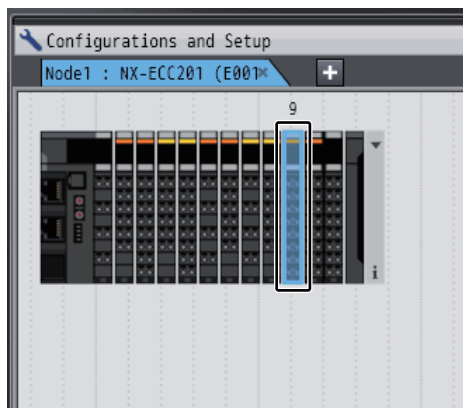 Configurations and Setup
Node1 : NX-ECC201 (E001
9
i